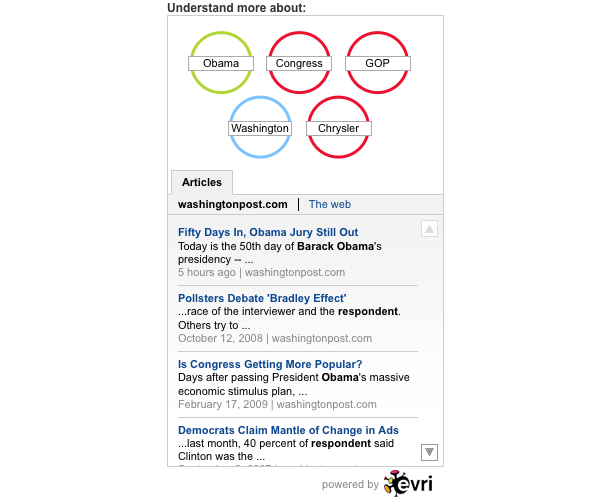 Understand more about:
Obama
Congress
GOP
Washington
Chrysler
Articles
washingtonpost.com | The web
Fifty Days In, Obama Jury Still Out
Today is the 50th day of Barack Obama's
presidency -- ...
5 hours ago | washingtonpost.com
Pollsters Debate 'Bradley Effect'
...race of the interviewer and the respondent.
Others try to ...
October 12, 2008 | washingtonpost.com
Is Congress Getting More Popular?
Days after passing President Obama's massive
economic stimulus plan, ...
February 17, 2009 | washingtonpost.com
Democrats Claim Mantle of Change in Ads
...last month, 40 percent of respondent said
Clinton was the ...
powered by evri